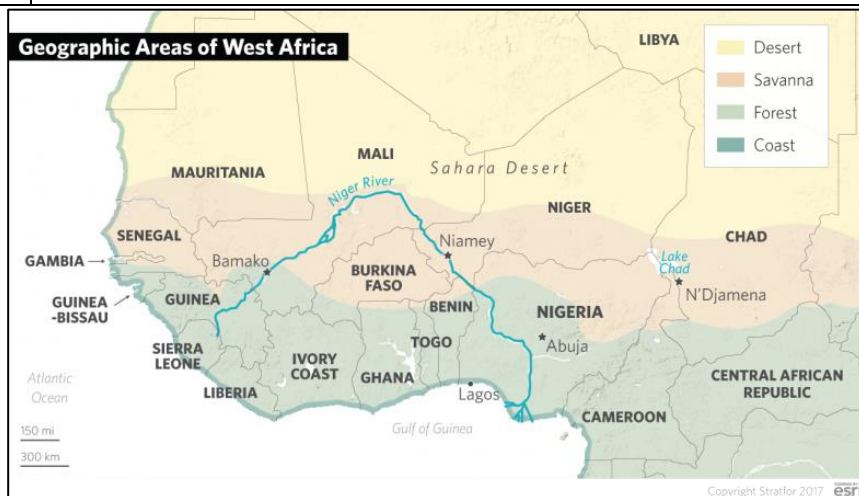 Geographic Areas of West Africa
LIBYA
Desert
Savanna
Forest
Coast
MALI
MAURITANIA
Sahara Desert
Niger River
NIGER
SENEGAL
CHAD
Niamey
GAMBIA
Bamako
Lake
Chad
BURKINA
FASO
N'Djamena
GUINEA
GUINEA
-BISSAU
BENIN
NIGERIA
SIERRA
LEONE
IVORY
COAST
TOGO
Abuja
GHANA
CENTRAL AFRICAN
REPUBLIC
Atlantic
Ocean
LIBERIA
Lagos
CAMEROON
Gulf of Guinea
150 mi
300 km
Copyright Stratfor 2017
esri